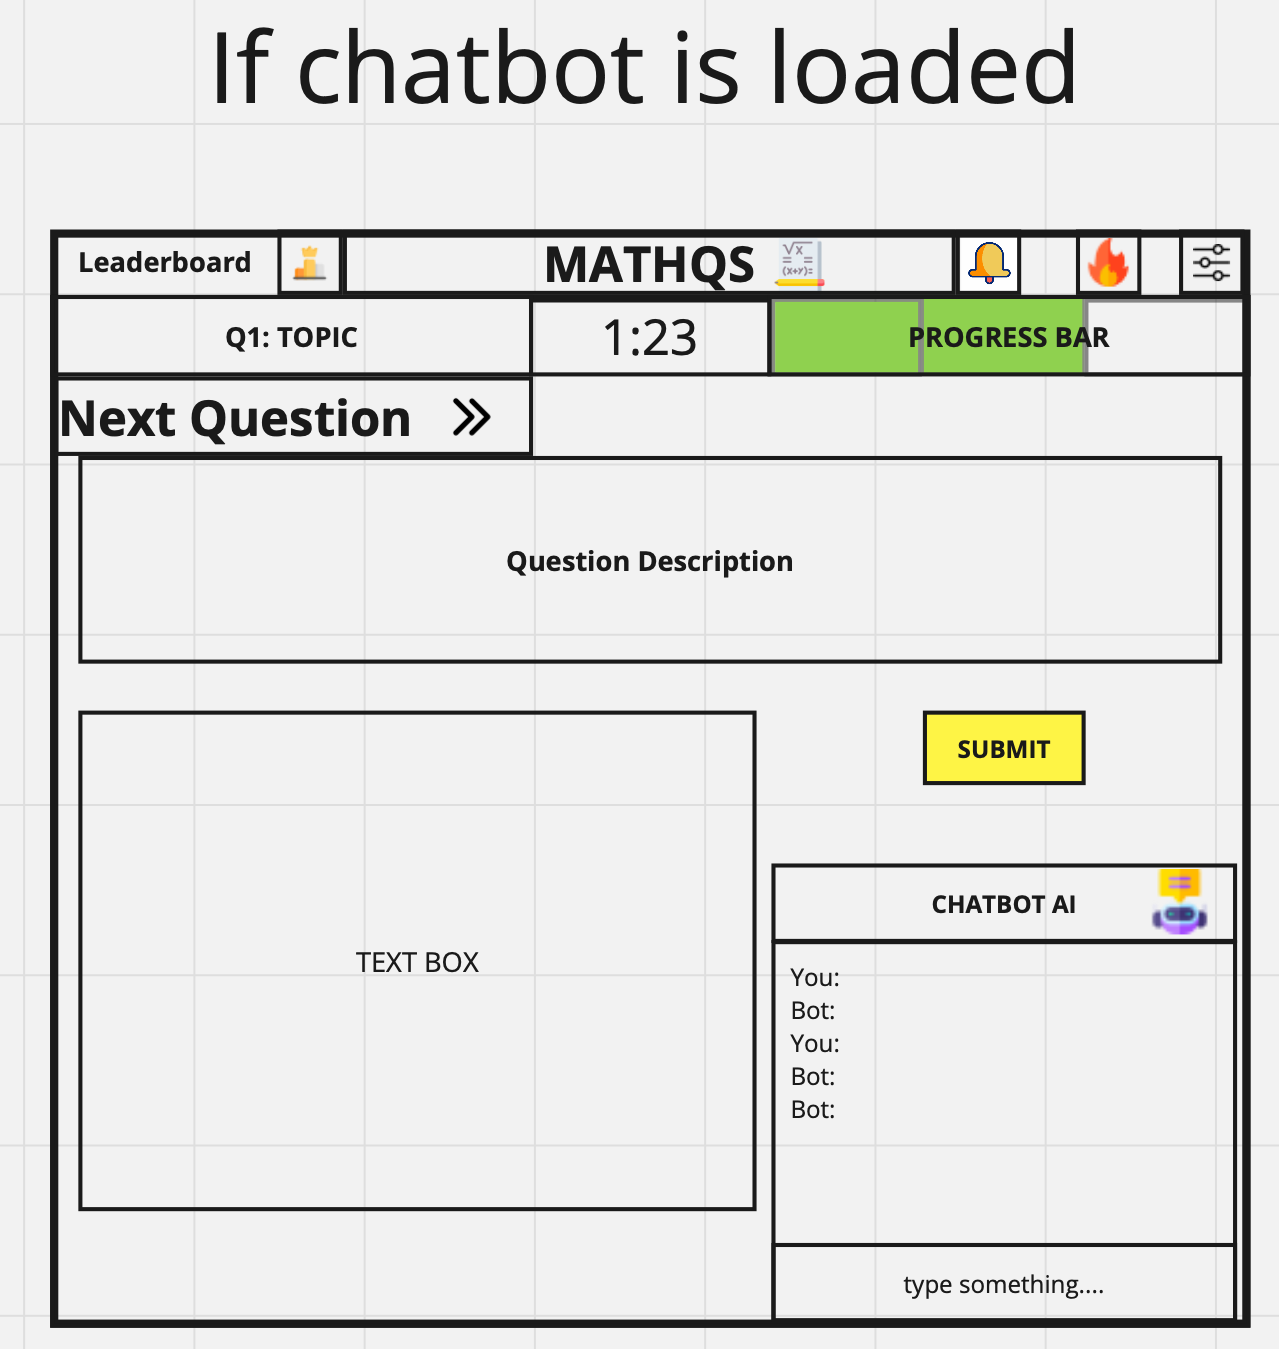 If chatbot is loaded
Leaderboard
MATHQS
√x
(x+y)=
Q1: TOPIC
1:23
PROGRESS BAR
Next Question
Question Description
SUBMIT
TEXT BOX
CHATBOT AI
You:
Bot:
You:
Bot:
Bot:
type something....